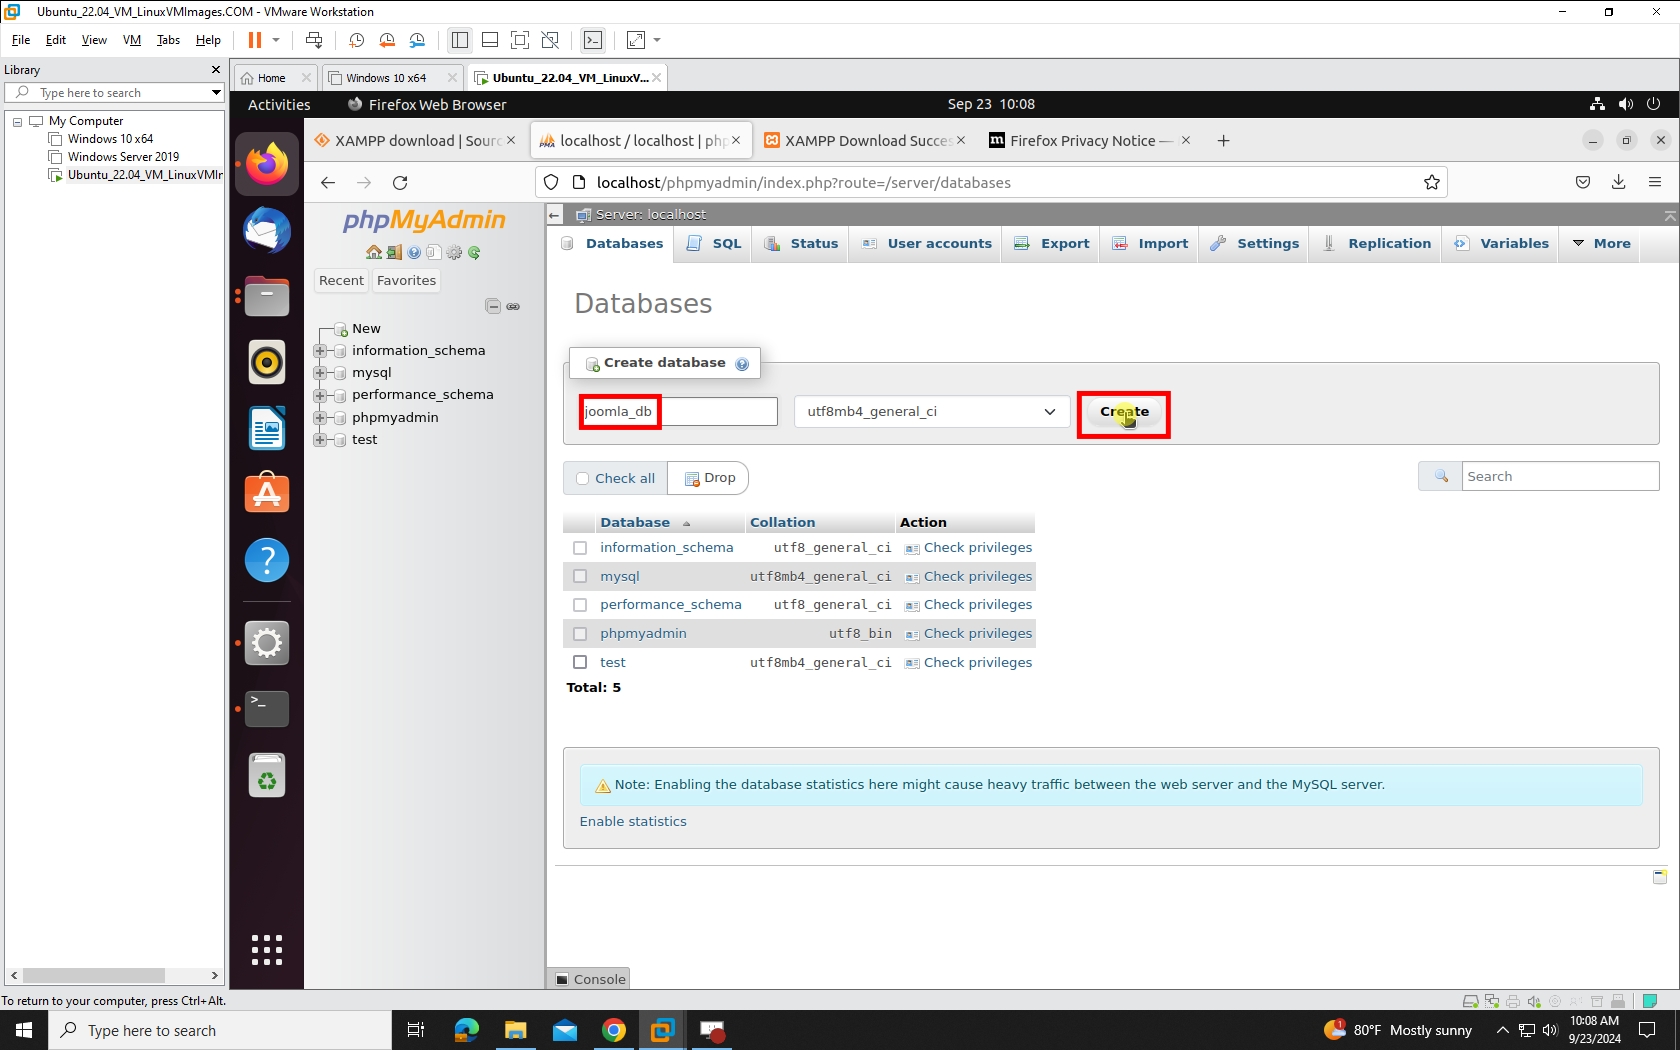 Ubuntu_22.04_VM_LinuxVMImages.COM - VMware Workstation
File Edit View VM Tabs Help
Library
Type here to search
My Computer
Windows 10 x64
Windows Server 2019
Ubuntu_22.04_VM_LinuxVMIr
Home
Windows 10 x64
Ubuntu_22.04_VM_LinuxV...
Activities
Firefox Web Browser
Sep 23 10:08
XAMPP download | Sourc
localhost / localhost | php
XAMPP Download Succes
Firefox Privacy Notice —
localhost/phpmyadmin/index.php?route=/server/databases
phpMyAdmin
Recent
Favorites
New
information_schema
mysql
performance_schema
phpmyadmin
test
Server: localhost
Databases
SQL
Status
User accounts
Export
Import
Settings
Replication
Variables
More
Databases
Create database
joomla_db
utf8mb4_general_ci
Create
Check all
Drop
Search
Database Collation Action
information_schema utf8_general_ci Check privileges
mysql utf8mb4_general_ci Check privileges
performance_schema utf8_general_ci Check privileges
phpmyadmin utf8_bin Check privileges
test utf8mb4_general_ci Check privileges
Total: 5
Note: Enabling the database statistics here might cause heavy traffic between the web server and the MySQL server.
Enable statistics
Console
To return to your computer, press Ctrl+Alt.
Type here to search
80°F Mostly sunny
10:08 AM
9/23/2024